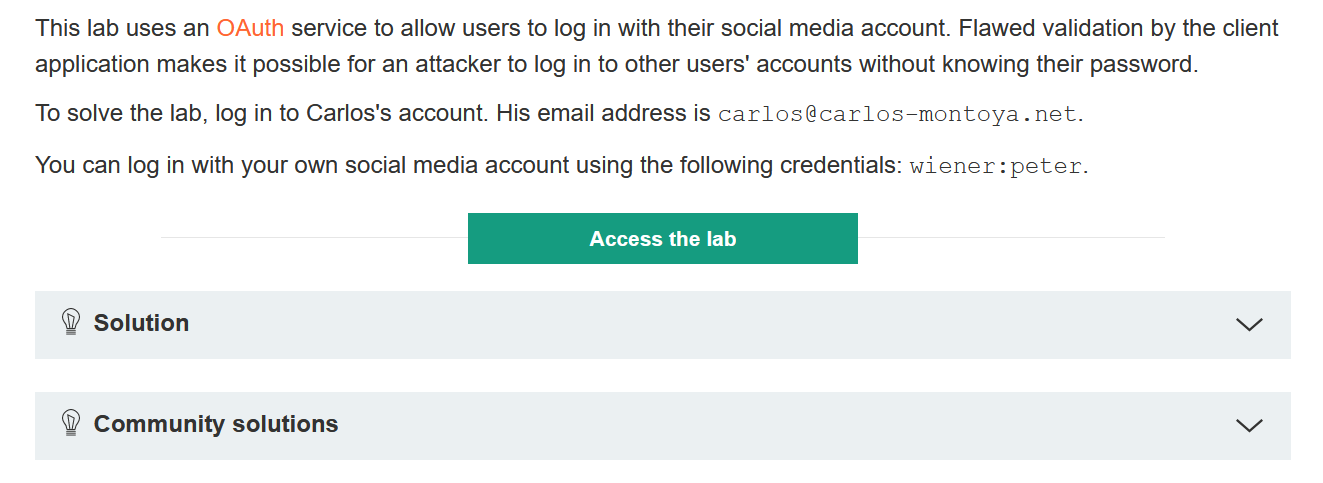 This lab uses an OAuth service to allow users to log in with their social media account. Flawed validation by the client
application makes it possible for an attacker to log in to other users' accounts without knowing their password.
To solve the lab, log in to Carlos's account. His email address is carlos@carlos-montoya.net.
You can log in with your own social media account using the following credentials: wiener:peter.
Access the lab
Solution
Community solutions